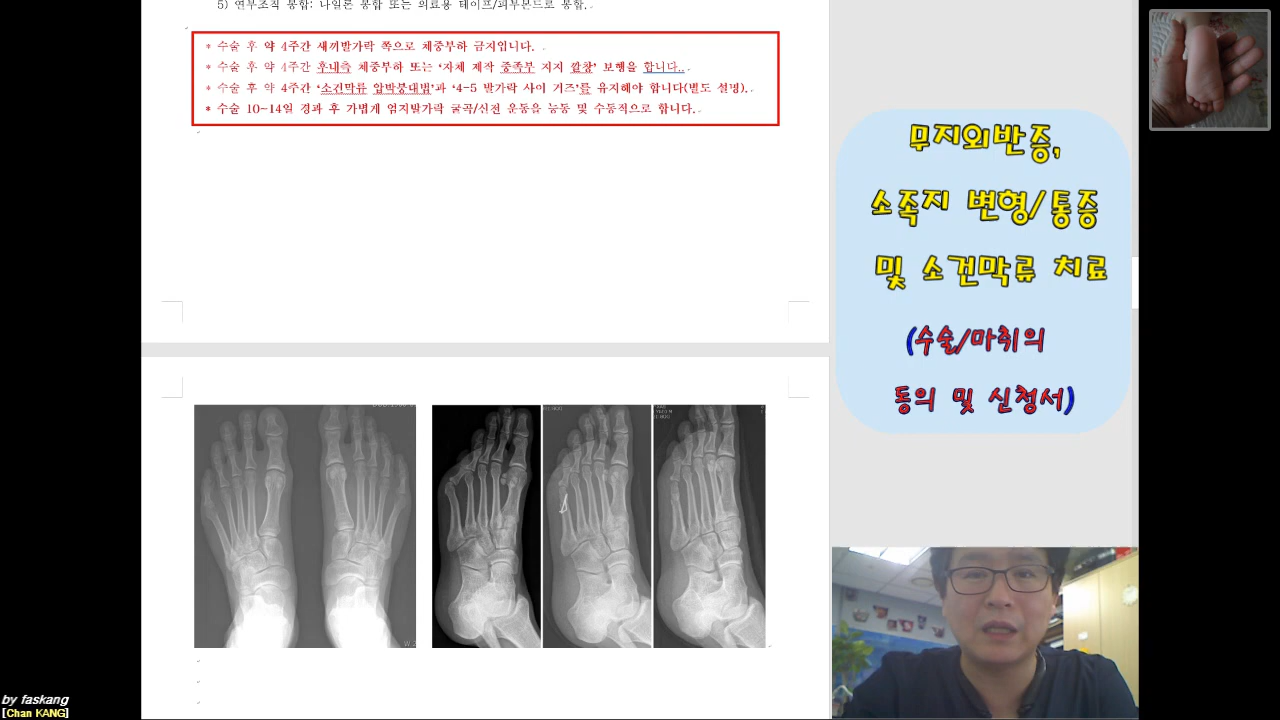 5) 연부조직 봉합: 나일론 봉합 또는 의료용 테이프/피부본드로 봉합.
* 수술 후 약 4주간 새끼발가락 쪽으로 체중부하 금지입니다.
* 수술 후 약 4주간 후내측 체중부하 또는 ‘자체 제작 중족부 지지 깔창’ 보행을 합니다..
* 수술 후 약 4주간 ‘소건막류 압박붕대법’과 ‘4-5 발가락 사이 거즈’를 유지해야 합니다(별도 설명).
* 수술 10-14일 경과 후 가볍게 엄지발가락 굴곡/신전 운동을 능동 및 수동적으로 합니다.
무지외반증,
소족지 변형/통증
및 소건막류 치료
(수술/마취의
동의 및 신청서)
by faskang
[Chan KANG]